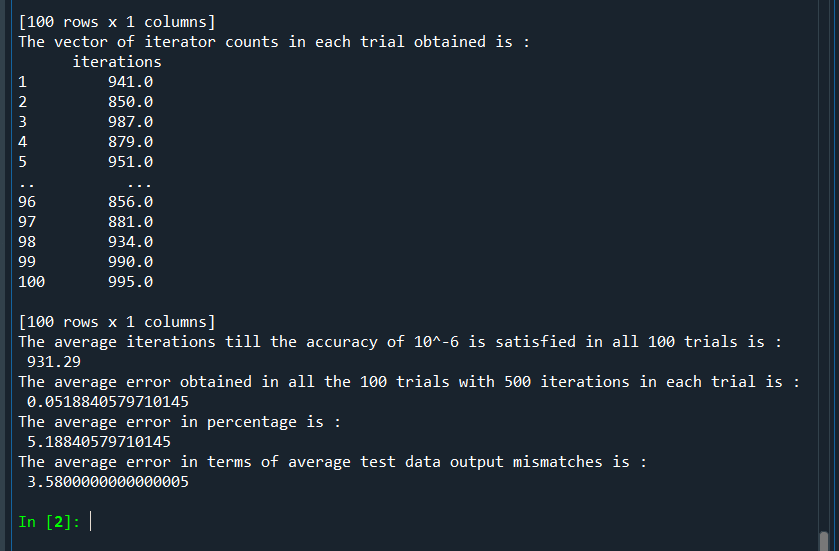 [100 rows x 1 columns]
The vector of iterator counts in each trial obtained is :
iterations
1 941.0
2 850.0
3 987.0
4 879.0
5 951.0
.. ...
96 856.0
97 881.0
98 934.0
99 990.0
100 995.0
[100 rows x 1 columns]
The average iterations till the accuracy of 10^-6 is satisfied in all 100 trials is :
931.29
The average error obtained in all the 100 trials with 500 iterations in each trial is :
0.0518840579710145
The average error in percentage is :
5.18840579710145
The average error in terms of average test data output mismatches is :
3.5800000000000005
In [2]: